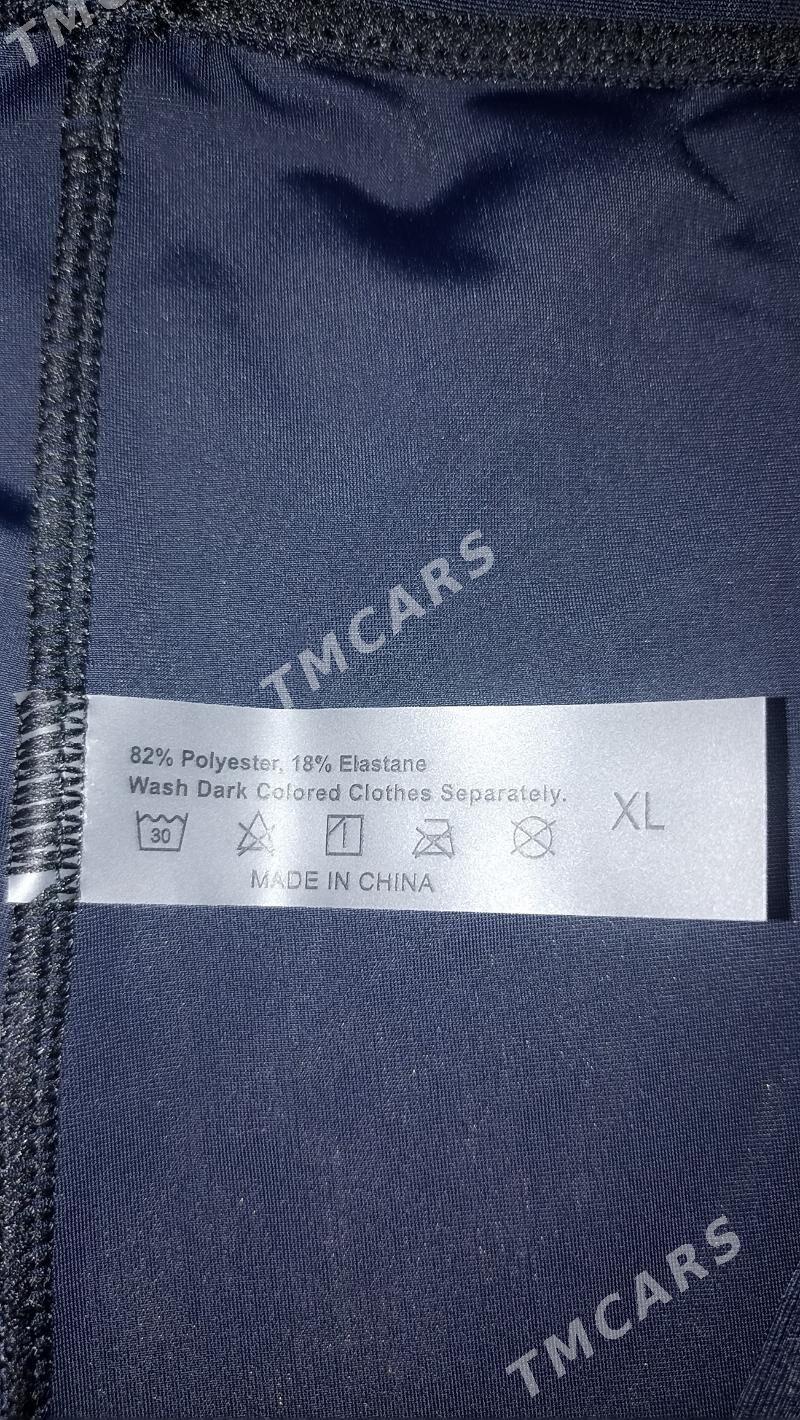 TMCARS
82% Polyester, 18% Elastane
Wash Dark Colored Clothes Separately.
30
XL
MADE IN CHINA
TMCARS